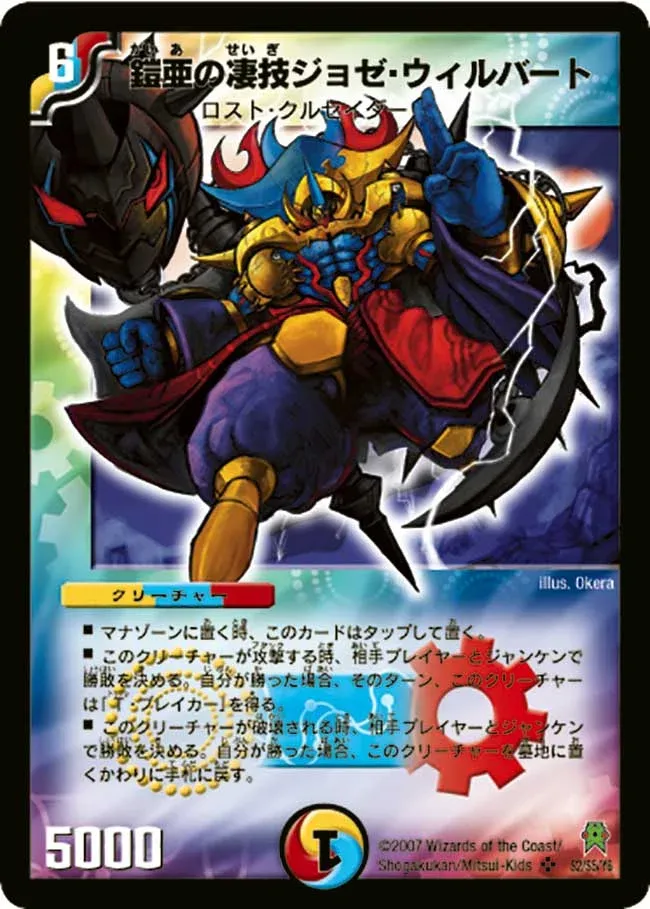 6
かいあ せいぎ
鎧亜の凄技ジョゼ・ウィルバート
ロスト・クルセイダー
illus. Okera
クリーチャー
■ マナゾーンに置く時、このカードはタップして置く。
■ このクリーチャーが攻撃する時、相手プレイヤーとジャンケンで
勝敗を決める。自分が勝った場合、そのターン、このクリーチャー
は「T・ブレイカー」を得る。
■ このクリーチャーが破壊される時、相手プレイヤーとジャンケン
で勝敗を決める。自分が勝った場合、このクリーチャーを墓地に置
くかわりに手札に戻す。
5000
T
©2007 Wizards of the Coast/
Shogakukan/Mitsui-Kids
S2/S5/Y6